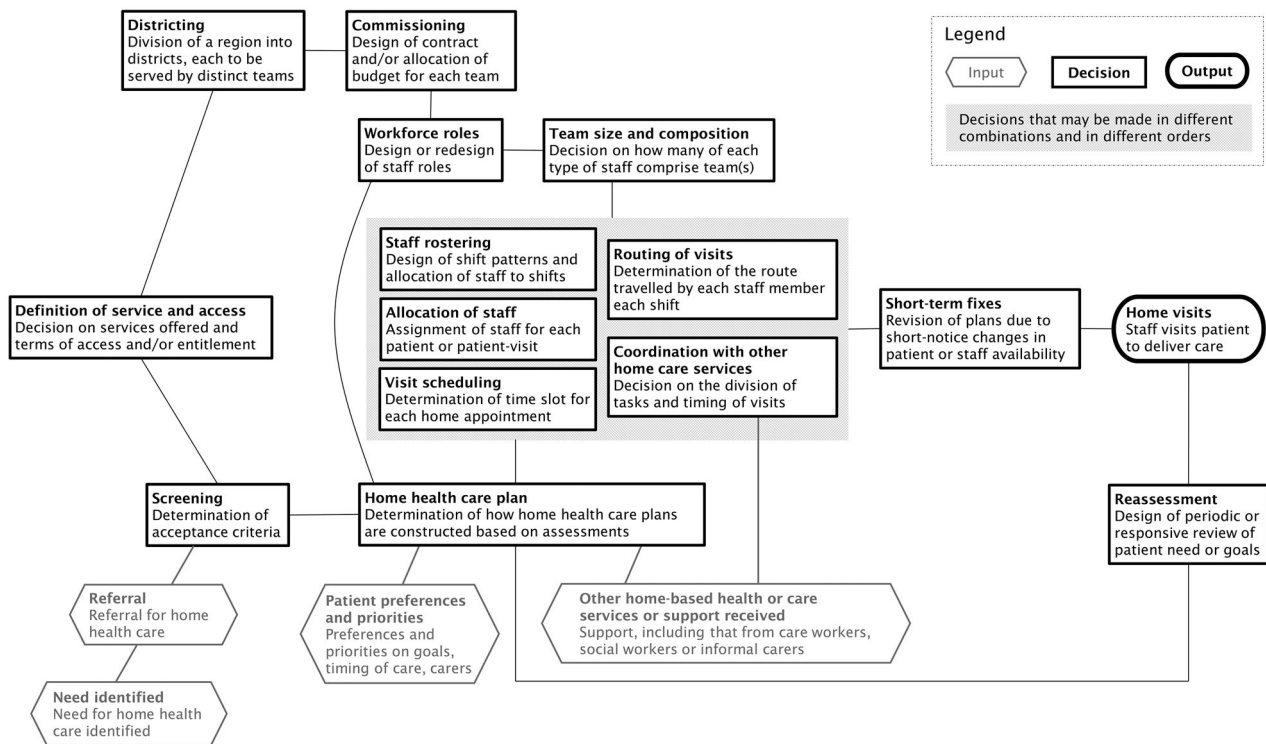 Districting
Division of a region into
districts, each to be
served by distinct teams
Commissioning
Design of contract
and/or allocation of
budget for each team
Legend
Input
Decision
Output
Decisions that may be made in different
combinations and in different orders
Workforce roles
Design or redesign
of staff roles
Team size and composition
Decision on how many of each
type of staff comprise team(s)
Staff rostering
Design of shift patterns and
allocation of staff to shifts
Routing of visits
Determination of the route
travelled by each staff member
each shift
Definition of service and access
Decision on services offered and
terms of access and/or entitlement
Allocation of staff
Assignment of staff for each
patient or patient-visit
Short-term fixes
Revision of plans due to
short-notice changes in
patient or staff availability
Home visits
Staff visits patient
to deliver care
Visit scheduling
Determination of time slot for
each home appointment
Coordination with other
home care services
Decision on the division of
tasks and timing of visits
Screening
Determination of
acceptance criteria
Home health care plan
Determination of how home health care plans
are constructed based on assessments
Reassessment
Design of periodic or
responsive review of
patient need or goals
Referral
Referral for home
health care
Patient preferences
and priorities
Preferences and
priorities on goals,
timing of care, carers
Other home-based health or care
services or support received
Support, including that from care workers,
social workers or informal carers
Need identified
Need for home health
care identified